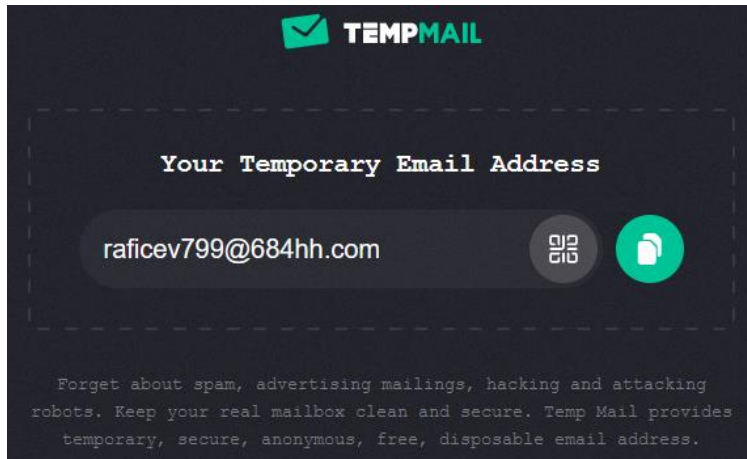 TEMPMAIL
Your Temporary Email Address
raficev799@684hh.com
Forget about spam, advertising mailings, hacking and attacking
robots. Keep your real mailbox clean and secure. Temp Mail provides
temporary, secure, anonymous, free, disposable email address.